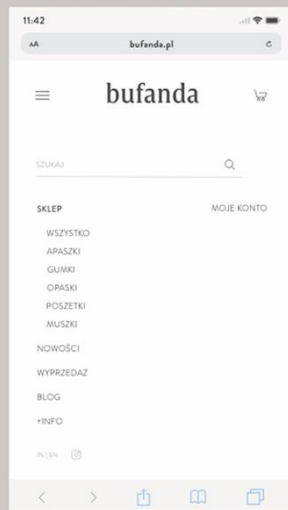 11:42
AA bufanda.pl
bufanda
SZUKAJ
SKLEP MOJE KONTO
WSZYSTKO
APASZKI
GUMKI
OPASKI
POSZETKI
MUSZKI
NOWOŚCI
WYPRZEDAŻ
BLOG
+INFO
PL | EN